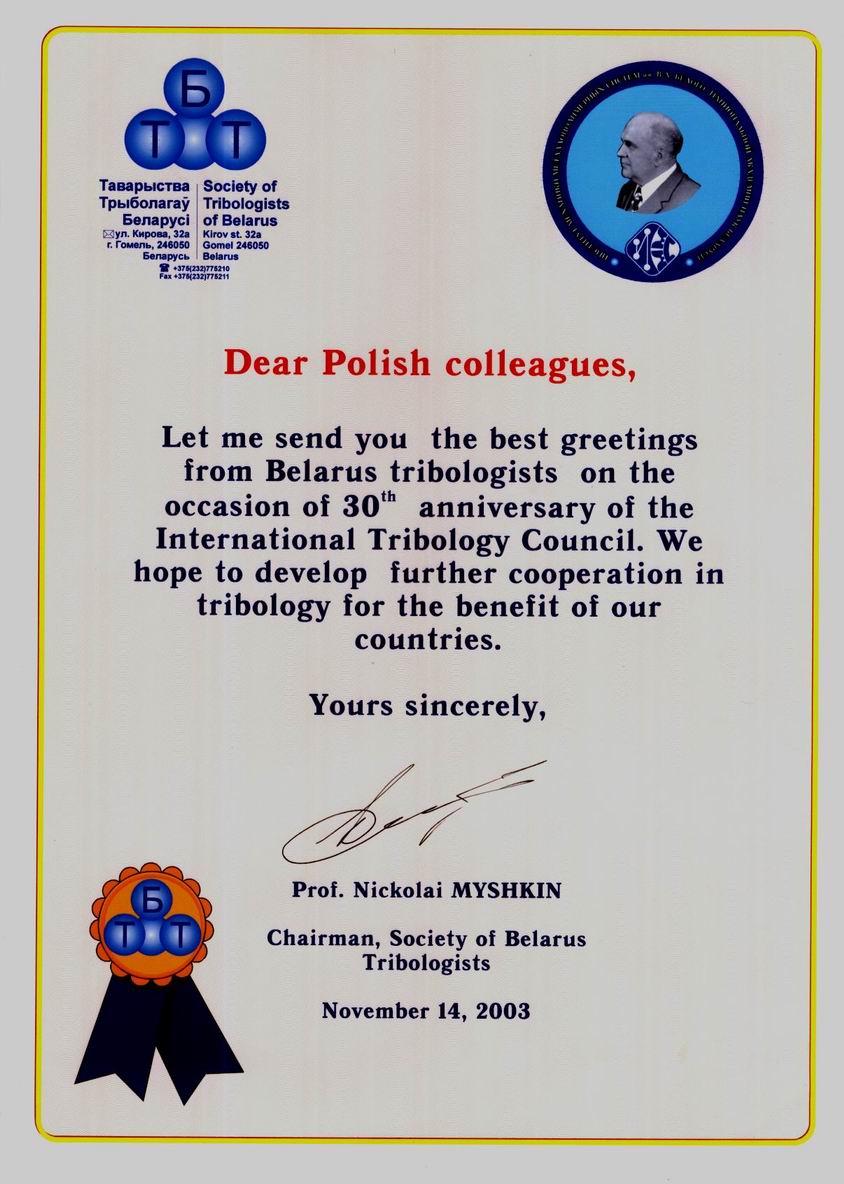 Б
Т Т
Таварыства
Трыболагаў
Беларусі
ул. Кирова, 32а
г. Гомель, 246050
Беларусь
Society of
Tribologists
of Belarus
Kirov st. 32a
Gomel 246050
Belarus
+375(232)775210
Fax +375(232)775211
Dear Polish colleagues,
Let me send you the best greetings
from Belarus tribologists on the
occasion of 30th anniversary of the
International Tribology Council. We
hope to develop further cooperation in
tribology for the benefit of our
countries.
Yours sincerely,
Prof. Nickolai MYSHKIN
Chairman, Society of Belarus
Tribologists
November 14, 2003
Б
Т Т